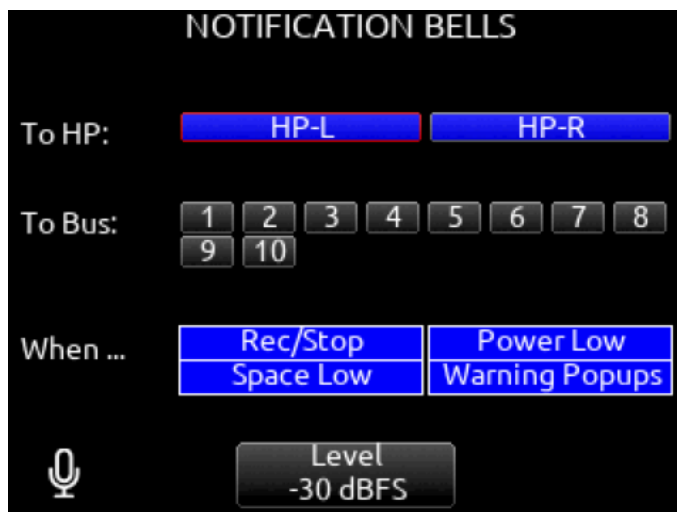 NOTIFICATION BELLS
To HP: HP-L HP-R
To Bus: 1 2 3 4 5 6 7 8
9 10
When ... Rec/Stop Power Low
Space Low Warning Popups
Level
-30 dBFS